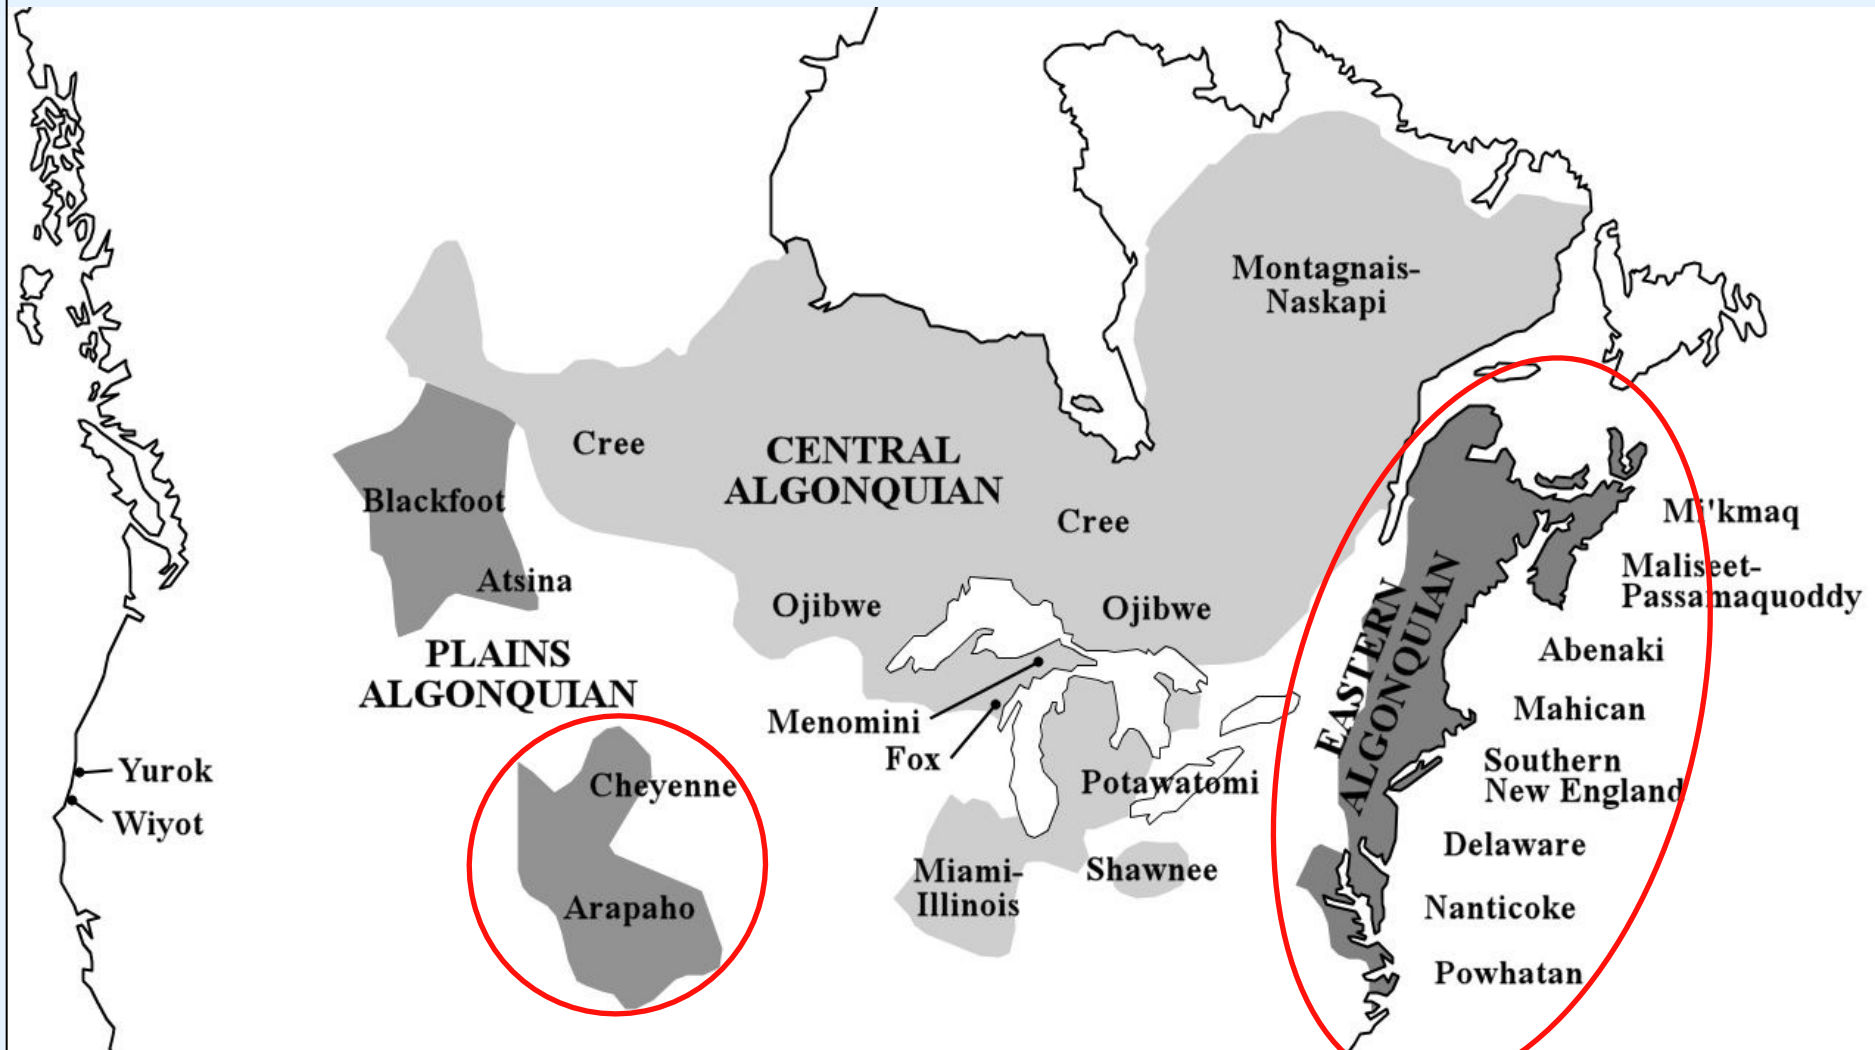 Montagnais-
Naskapi
Cree
CENTRAL
ALGONQUIAN
Blackfoot
Cree
Mi'kmaq
Atsina
Maliseet-
Passamaquoddy
Ojibwe
Ojibwe
EASTERN
ALGONQUIAN
PLAINS
ALGONQUIAN
Abenaki
Menomini
Mahican
Fox
Yurok
Wiyot
Cheyenne
Potawatomi
Southern
New England
Miami-
Illinois
Shawnee
Delaware
Arapaho
Nanticoke
Powhatan